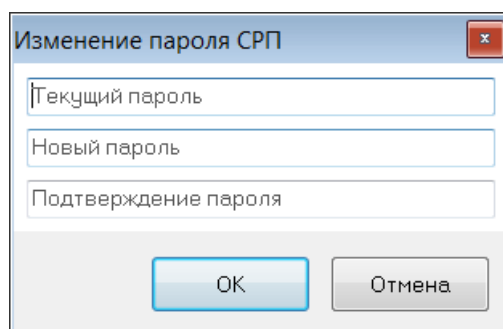 Изменение пароля СРП
Текущий пароль
Новый пароль
Подтверждение пароля
OK
Отмена